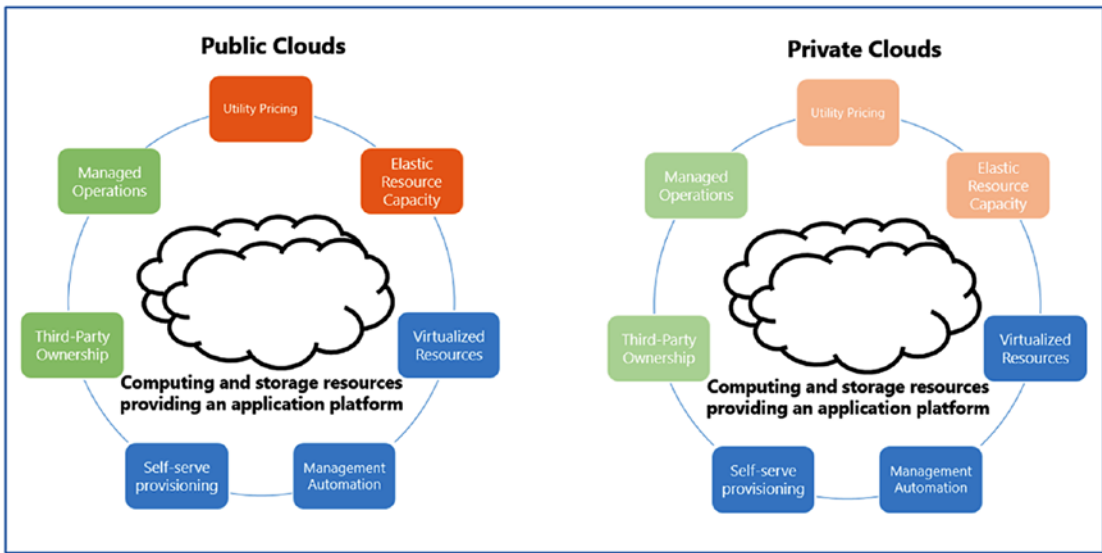 Public Clouds
Utility Pricing
Managed
Operations
Elastic
Resource
Capacity
Third-Party
Ownership
Virtualized
Resources
Computing and storage resources
providing an application platform
Self-serve
provisioning
Management
Automation
Private Clouds
Utility Pricing
Managed
Operations
Elastic
Resource
Capacity
Third-Party
Ownership
Virtualized
Resources
Computing and storage resources
providing an application platform
Self-serve
provisioning
Management
Automation